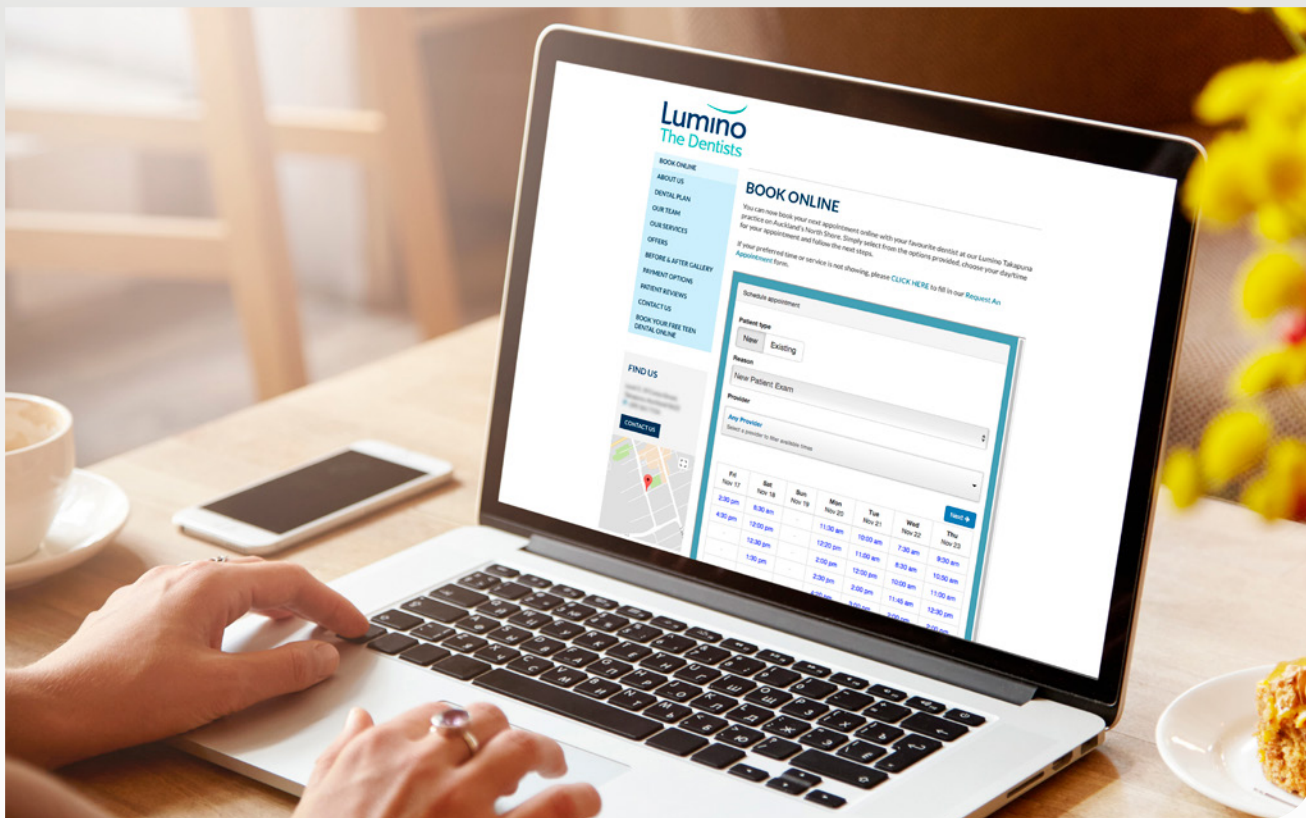 Lumino
The Dentists
BOOK ONLINE
ABOUT US
DENTAL PLAN
OUR TEAM
OUR SERVICES
OFFERS
BEFORE & AFTER GALLERY
PAYMENT OPTIONS
PATIENT REVIEWS
CONTACT US
BOOK YOUR FREE TEEN
DENTAL ONLINE
FIND US
CONTACT US
BOOK ONLINE
You can now book your next appointment online with your favourite dentist at our Lumino Takapuna
practice on Auckland's North Shore. Simply select from the options provided, choose your day/time
for your appointment and follow the next steps.
If your preferred time or service is not showing, please CLICK HERE to fill in our Request An
Appointment form.
Schedule appointment
Patient type
New Existing
Reason
New Patient Exam
Provider
Any Provider
Select a provider to filter available times
Next
Fri Sat Sun Mon Tue Wed Thu
Nov 17 Nov 18 Nov 19 Nov 20 Nov 21 Nov 22 Nov 23
2:30 pm 8:30 am 11:30 am 10:00 am 7:30 am 9:30 am
4:30 pm 12:00 pm 12:20 pm 11:00 am 8:30 am 10:50 am
12:30 pm 2:00 pm 12:00 pm 10:00 am 11:00 am
1:30 pm 2:30 pm 2:00 pm 11:45 am 12:30 pm